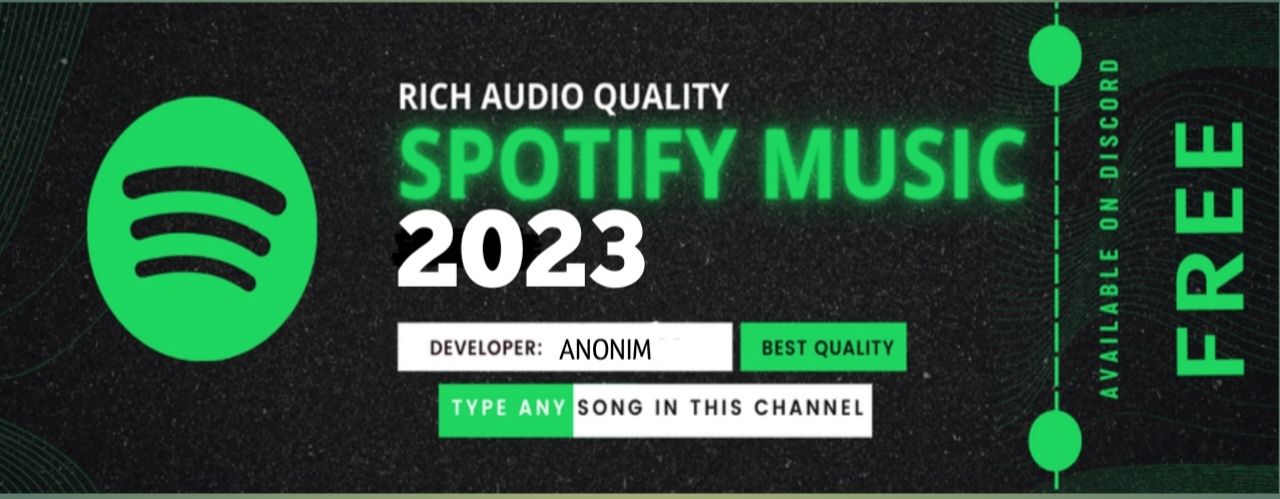 RICH AUDIO QUALITY
SPOTIFY MUSIC
2023
DEVELOPER: ANONIM
BEST QUALITY
TYPE ANY SONG IN THIS CHANNEL
AVAILABLE ON DISCORD
FREE